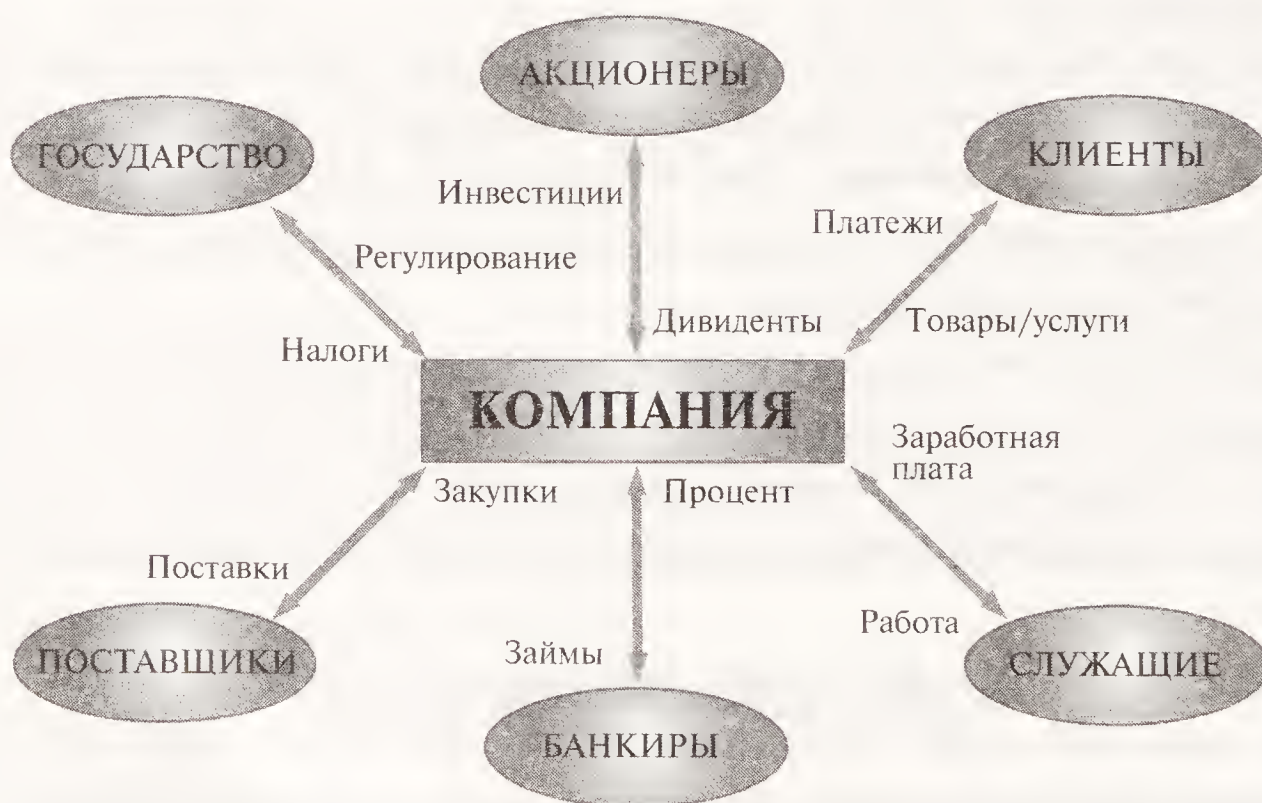 АКЦИОНЕРЫ
ГОСУДАРСТВО
КЛИЕНТЫ
Инвестиции
Платежи
Регулирование
Дивиденты
Товары/услуги
Налоги
КОМПАНИЯ
Заработная
плата
Закупки
Процент
Поставки
Работа
Займы
ПОСТАВЩИКИ
СЛУЖАЩИЕ
БАНКИРЫ